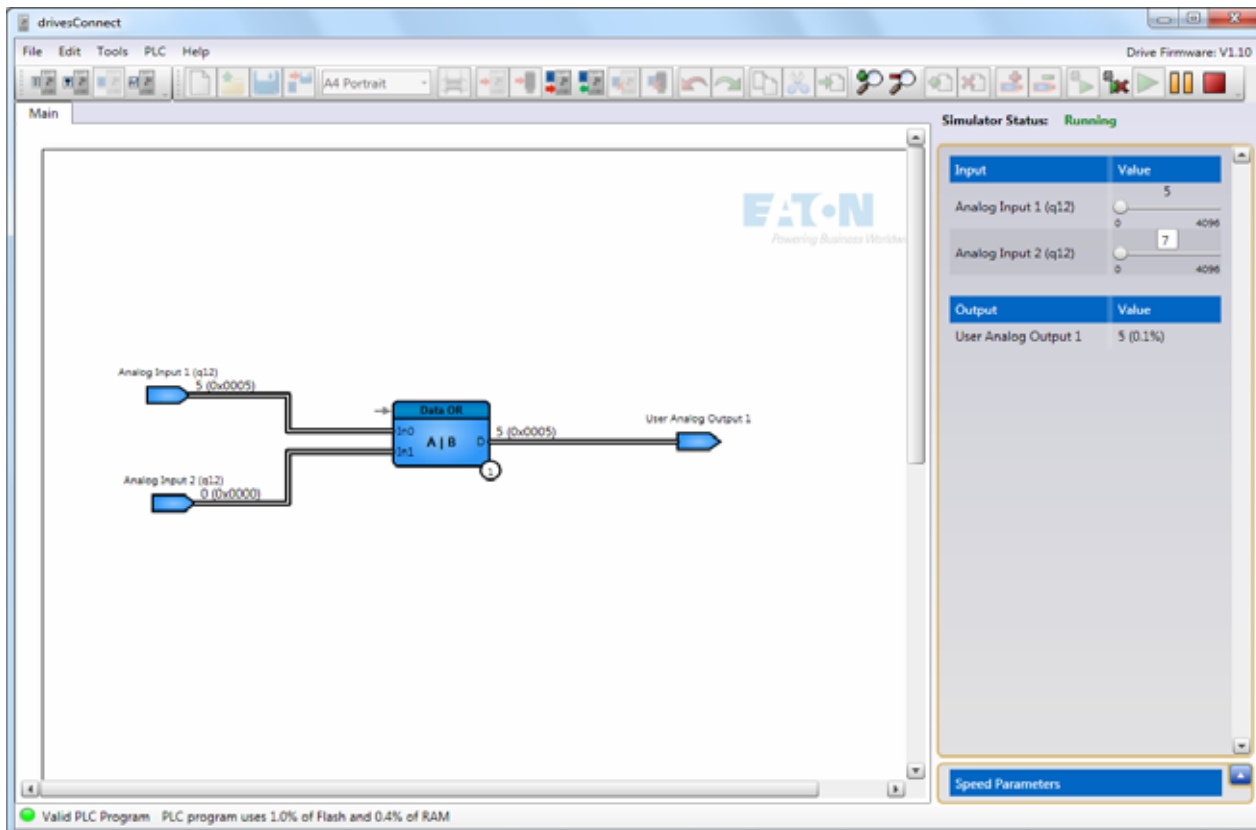 drivesConnect
File Edit Tools PLC Help
Drive Firmware: V1.10
A4 Portrait
Main
Simulator Status: Running
EATON
Powering Business Worldwi
Input Value
5
Analog Input 1 (q12)
0 4096
7
Analog Input 2 (q12)
0 4096
Output Value
User Analog Output 1 5 (0.1%)
Analog Input 1 (q12)
5 (0x0005)
Data OR
In0
A | B
In1
D
1
5 (0x0005)
User Analog Output 1
Analog Input 2 (q12)
0 (0x0000)
Speed Parameters
Valid PLC Program PLC program uses 1.0% of Flash and 0.4% of RAM